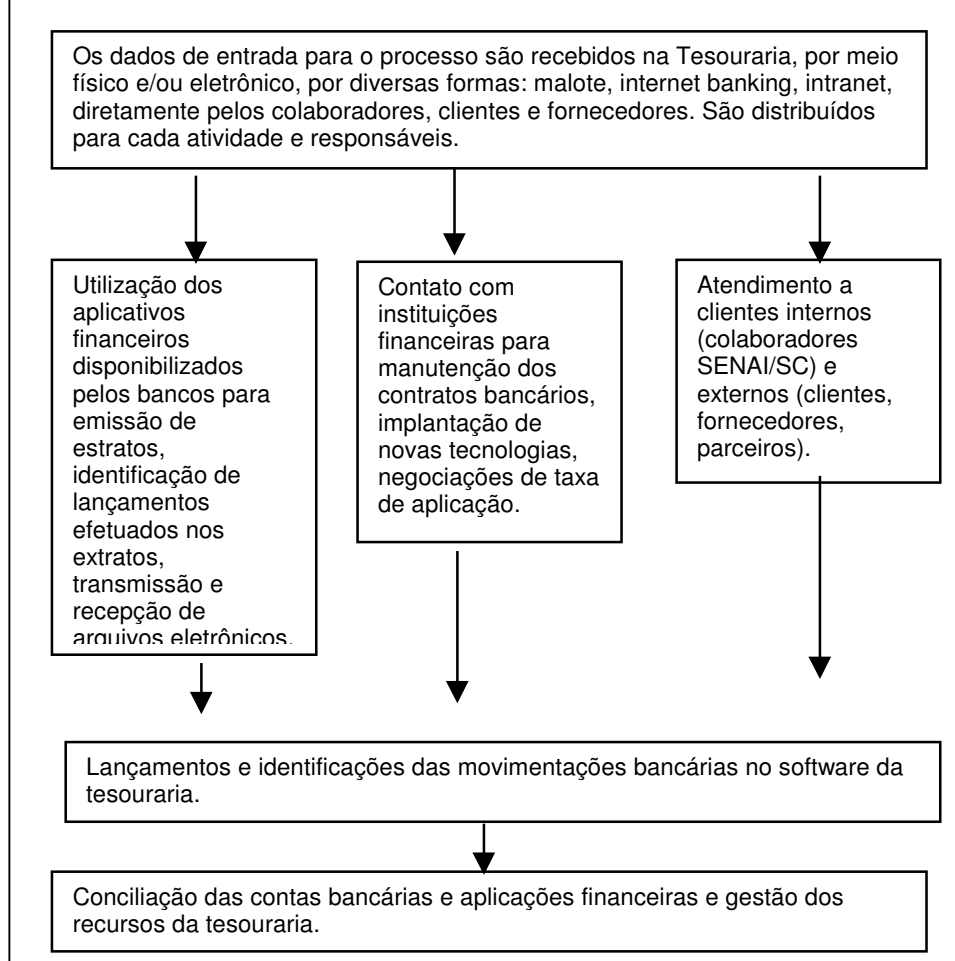 Os dados de entrada para o processo são recebidos na Tesouraria, por meio
físico e/ou eletrônico, por diversas formas: malote, internet banking, intranet,
diretamente pelos colaboradores, clientes e fornecedores. São distribuídos
para cada atividade e responsáveis.
Utilização dos
aplicativos
financeiros
disponibilizados
pelos bancos para
emissão de
estratos,
identificação de
lançamentos
efetuados nos
extratos,
transmissão e
recepção de
arquivos eletrônicos.
Contato com
instituições
financeiras para
manutenção dos
contratos bancários,
implantação de
novas tecnologias,
negociações de taxa
de aplicação.
Atendimento a
clientes internos
(colaboradores
SENAI/SC) e
externos (clientes,
fornecedores,
parceiros).
Lançamentos e identificações das movimentações bancárias no software da
tesouraria.
Conciliação das contas bancárias e aplicações financeiras e gestão dos
recursos da tesouraria.